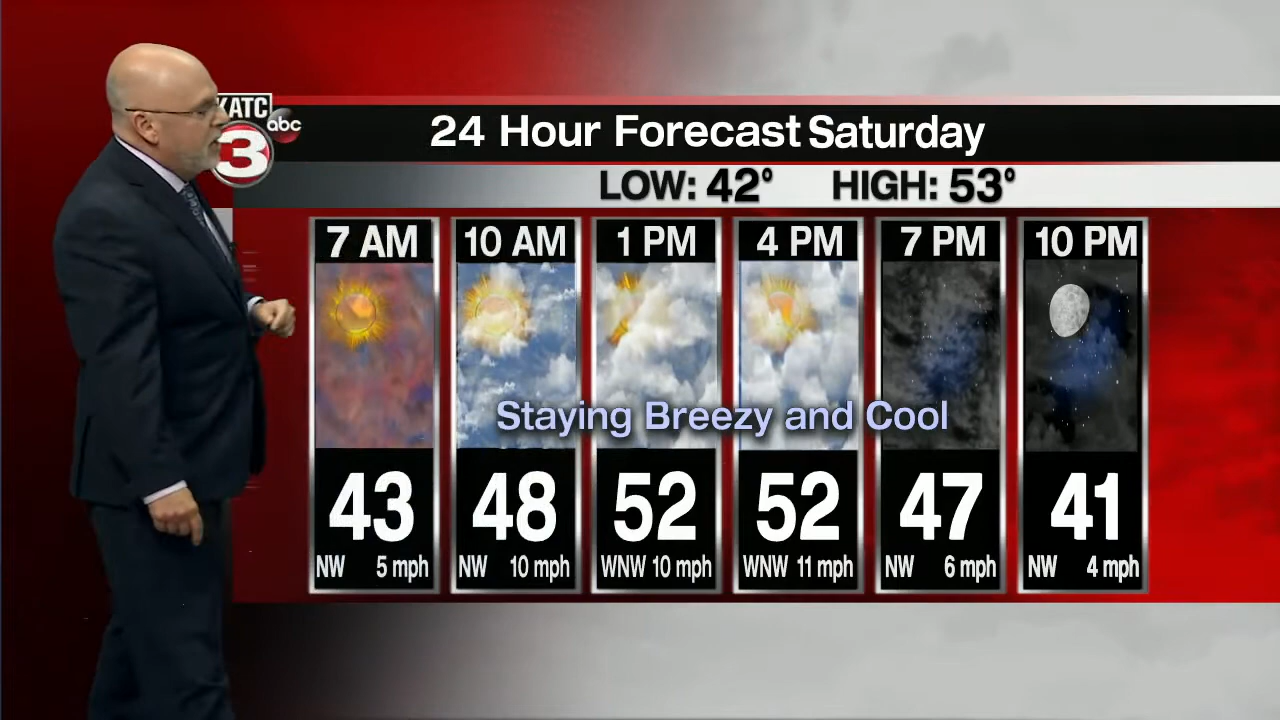 KATC
abc
3
24 Hour Forecast Saturday
LOW: 42° HIGH: 53°
7 AM 10 AM 1 PM 4 PM 7 PM 10 PM
Staying Breezy and Cool
43 48 52 52 47 41
NW 5 mph NW 10 mph WNW 10 mph WNW 11 mph NW 6 mph NW 4 mph